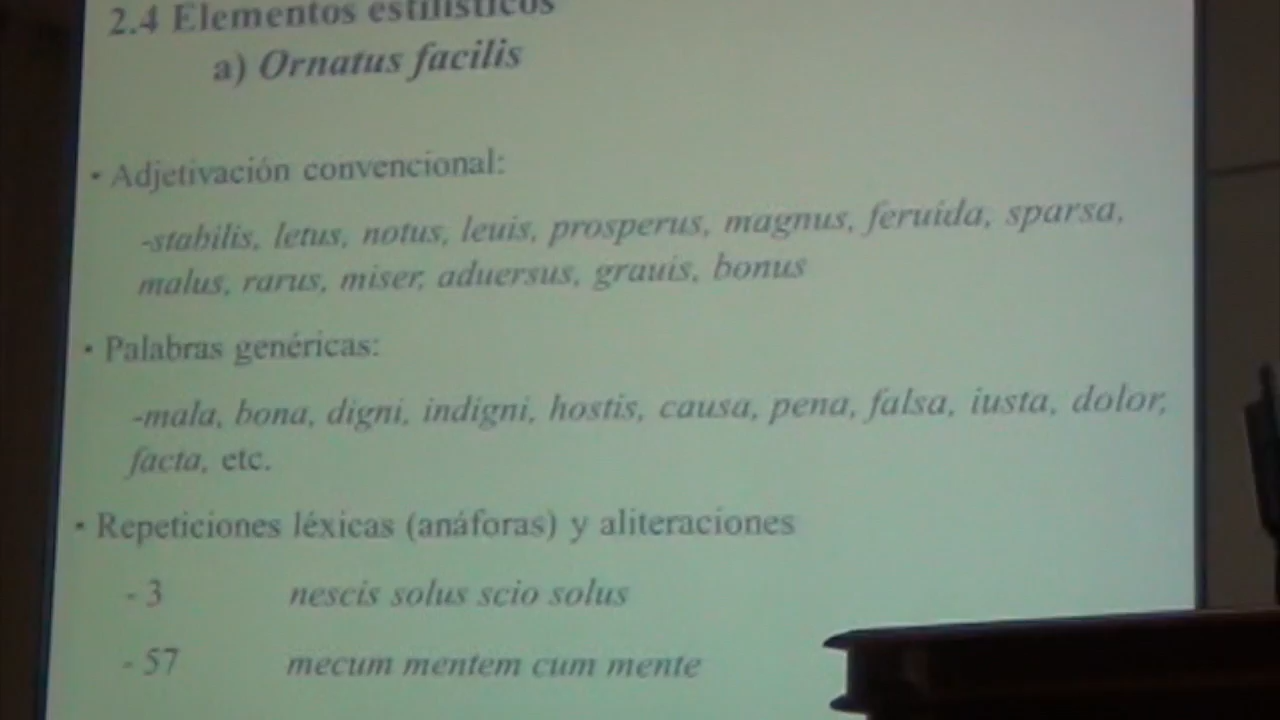 2.4 Elementos estilísticos
a) Ornatus facilis
• Adjetivación convencional:
-stabilis, letus, notus, leuis, prosperus, magnus, feruida, sparsa,
malus, rarus, miser, aduersus, grauis, bonus
• Palabras genéricas:
-mala, bona, digni, indigni, hostis, causa, pena, falsa, iusta, dolor,
facta, etc.
• Repeticiones léxicas (anáforas) y aliteraciones
- 3 nescis solus scio solus
- 57 mecum mentem cum mente